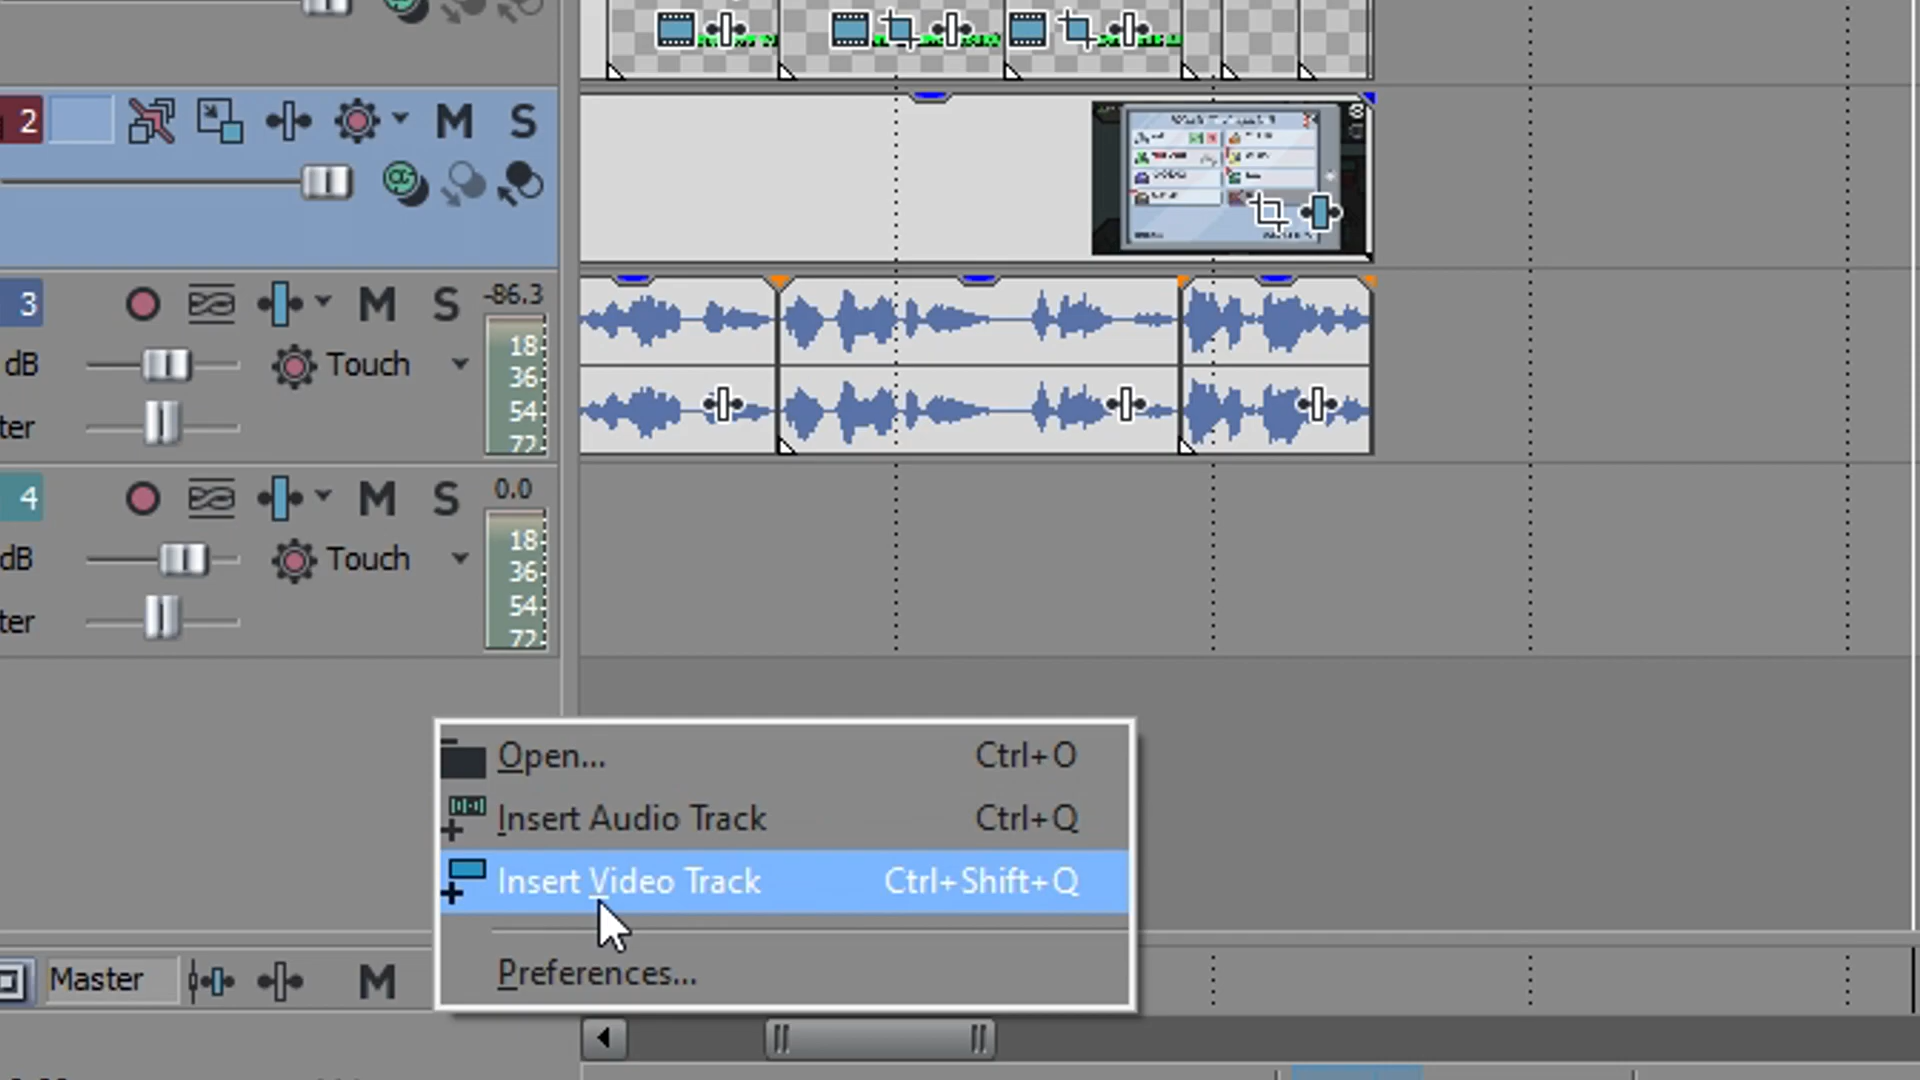 2
M S
3
M S -86.3
18
dB Touch 36
54
ter 72
4
M S 0.0
18
dB Touch 36
54
ter 72
Open... Ctrl+O
Insert Audio Track Ctrl+Q
Insert Video Track Ctrl+Shift+Q
Preferences...
Master M